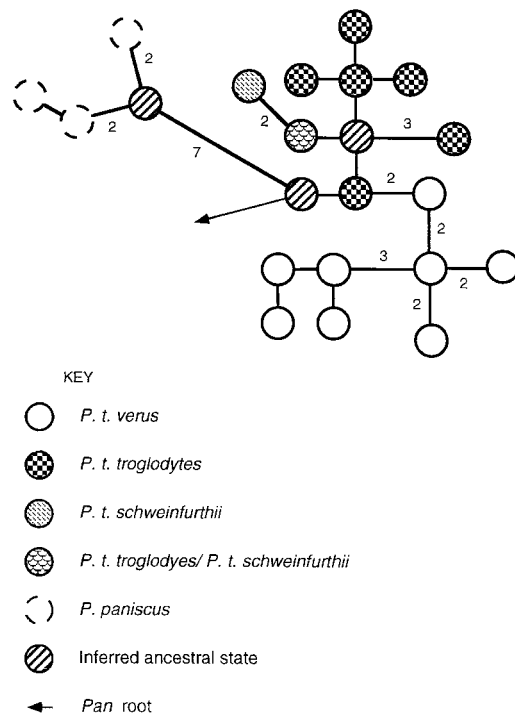 2
2
2
3
7
2
2
3
2
2
KEY
P. t. verus
P. t. troglodytes
P. t. schweinfurthii
P. t. troglodyes/ P. t. schweinfurthii
P. paniscus
Inferred ancestral state
Pan root